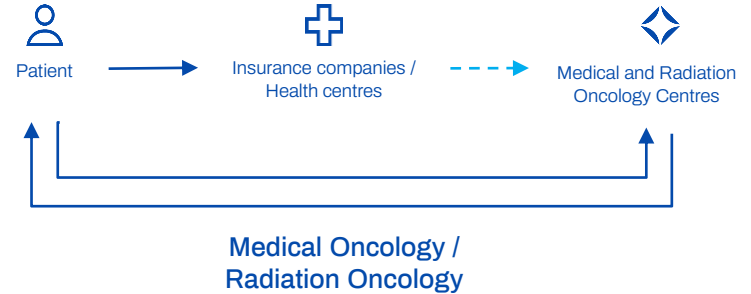 Patient
Insurance companies /
Health centres
Medical and Radiation
Oncology Centres
Medical Oncology /
Radiation Oncology